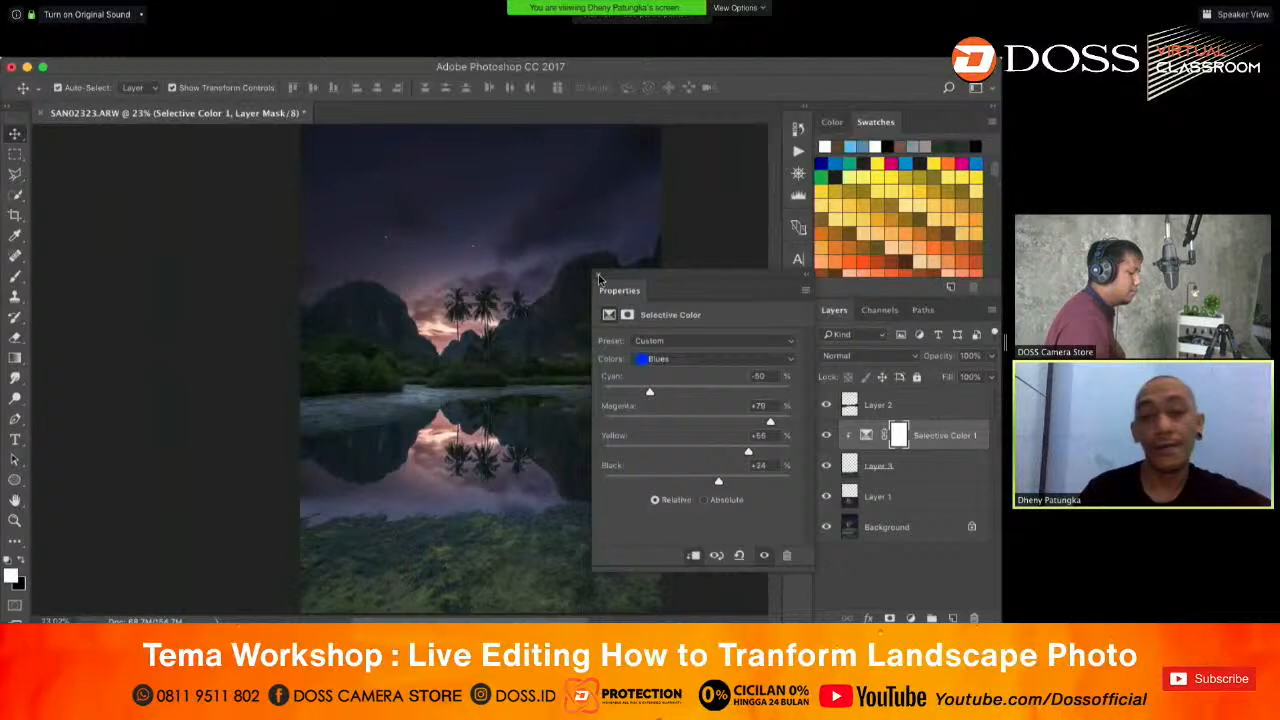 Turn on Original Sound
You are viewing Dheny Patungka's screen
View Options
Speaker View
DOSS
VIRTUAL
CLASSROOM
Adobe Photoshop CC 2017
Auto-Select:
Layer
Show Transform Controls
SAN02323.ARW @ 23% (Selective Color 1, Layer Mask/8) *
Color
Swatches
Properties
Selective Color
Preset:
Custom
Colors:
Blues
Cyan:
-50
%
Magenta:
+79
%
Yellow:
+56
%
Black:
+24
%
Relative
Absolute
Layers
Channels
Paths
Kind
Normal
Opacity:
100%
Lock:
Fill:
100%
Layer 2
Selective Color 1
Layer 3
Layer 1
Background
DOSS Camera Store
Dheny Patungka
Tema Workshop : Live Editing How to Tranform Landscape Photo
0811 9511 802
DOSS CAMERA STORE
DOSS.ID
PROTECTION
0%
CICILAN 0%
HINGGA 24 BULAN
YouTube
Youtube.com/Dossofficial
Subscribe